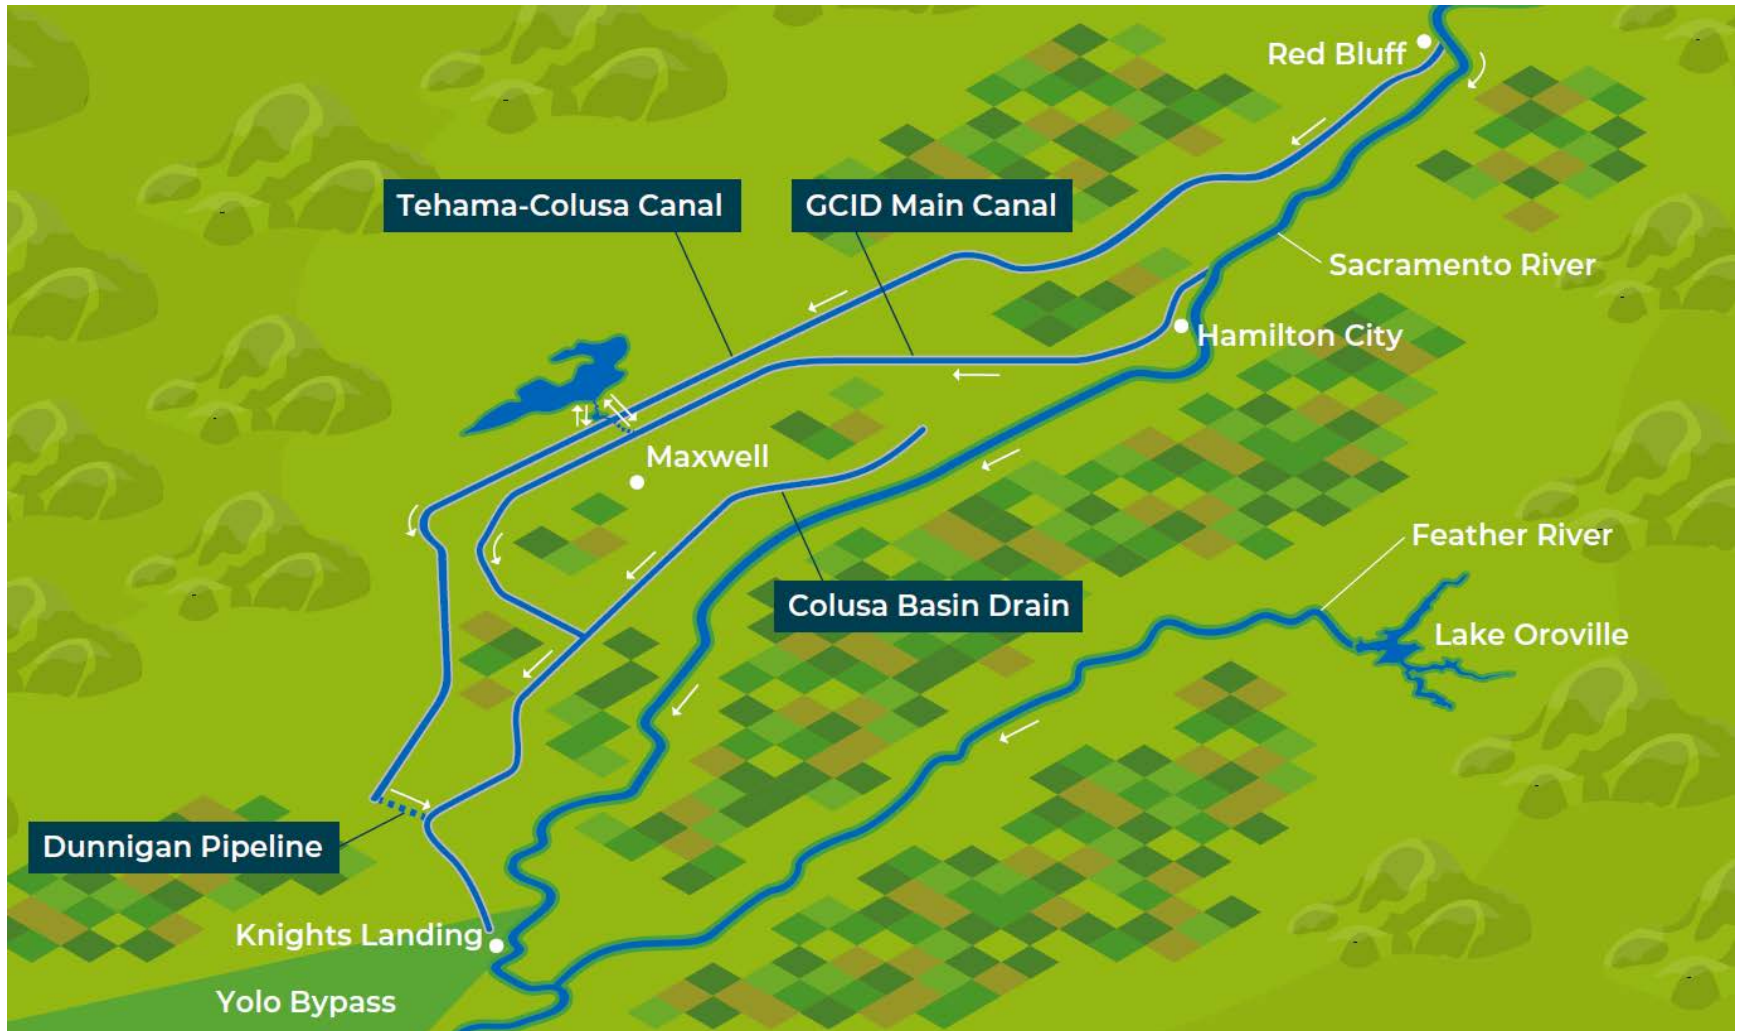 Red Bluff
Tehama-Colusa Canal
GCID Main Canal
Sacramento River
Hamilton City
Maxwell
Feather River
Colusa Basin Drain
Lake Oroville
Dunnigan Pipeline
Knights Landing
Yolo Bypass